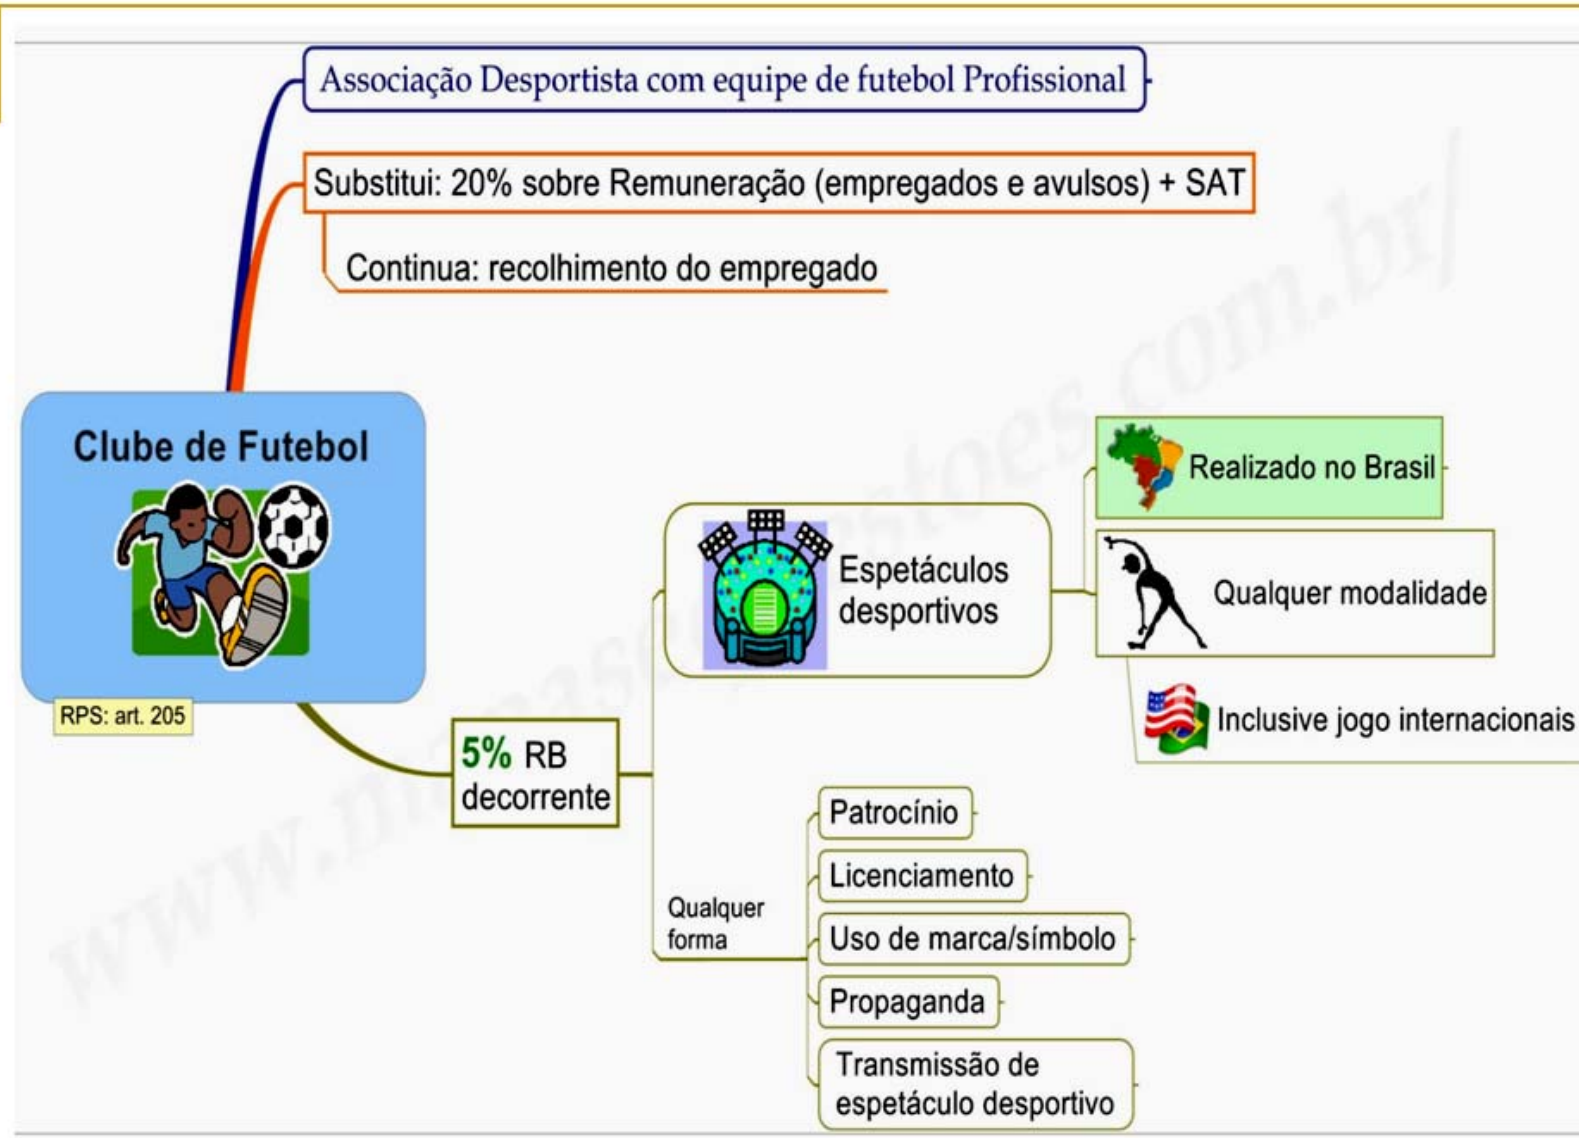 Associação Desportista com equipe de futebol Profissional
Substitui: 20% sobre Remuneração (empregados e avulsos) + SAT
Continua: recolhimento do empregado
Clube de Futebol
RPS: art. 205
5% RB
decorrente
Espetáculos
desportivos
Realizado no Brasil
Qualquer modalidade
Inclusive jogo internacionais
Qualquer
forma
Patrocínio
Licenciamento
Uso de marca/símbolo
Propaganda
Transmissão de
espetáculo desportivo